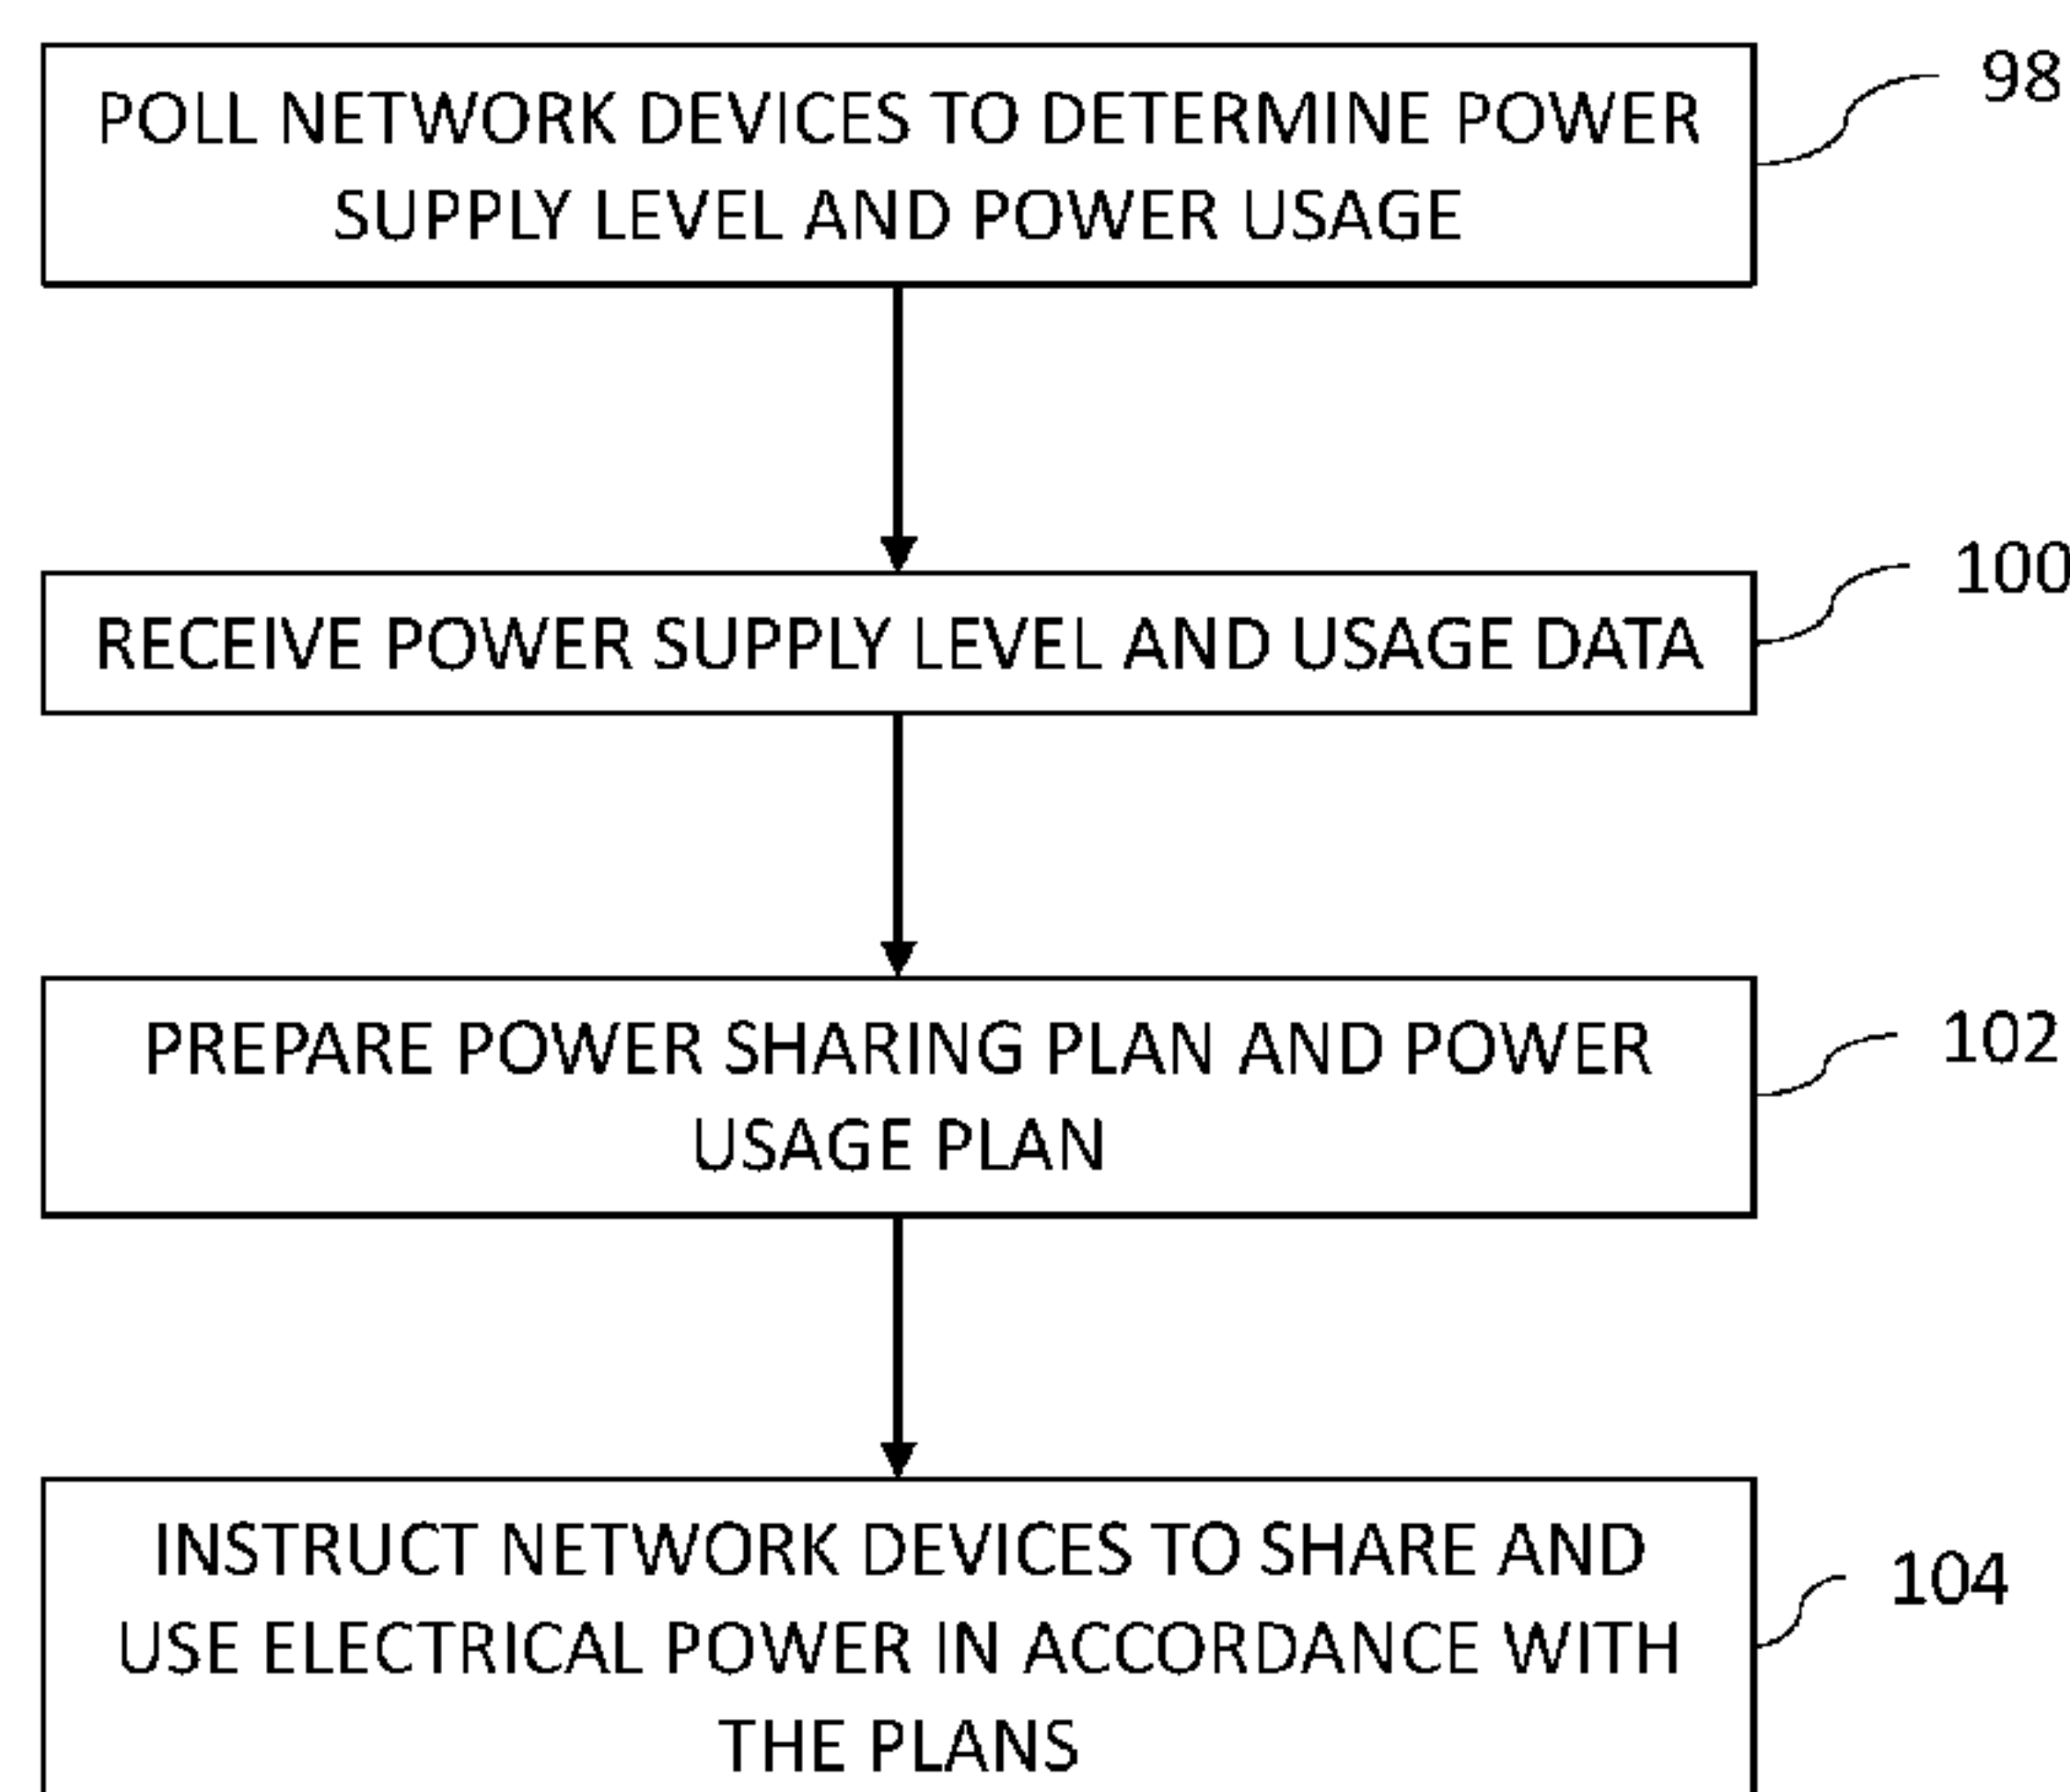 POLL NETWORK DEVICES TO DETERMINE POWER
SUPPLY LEVEL AND POWER USAGE
98
RECEIVE POWER SUPPLY LEVEL AND USAGE DATA
100
PREPARE POWER SHARING PLAN AND POWER
USAGE PLAN
102
INSTRUCT NETWORK DEVICES TO SHARE AND
USE ELECTRICAL POWER IN ACCORDANCE WITH
THE PLANS
104